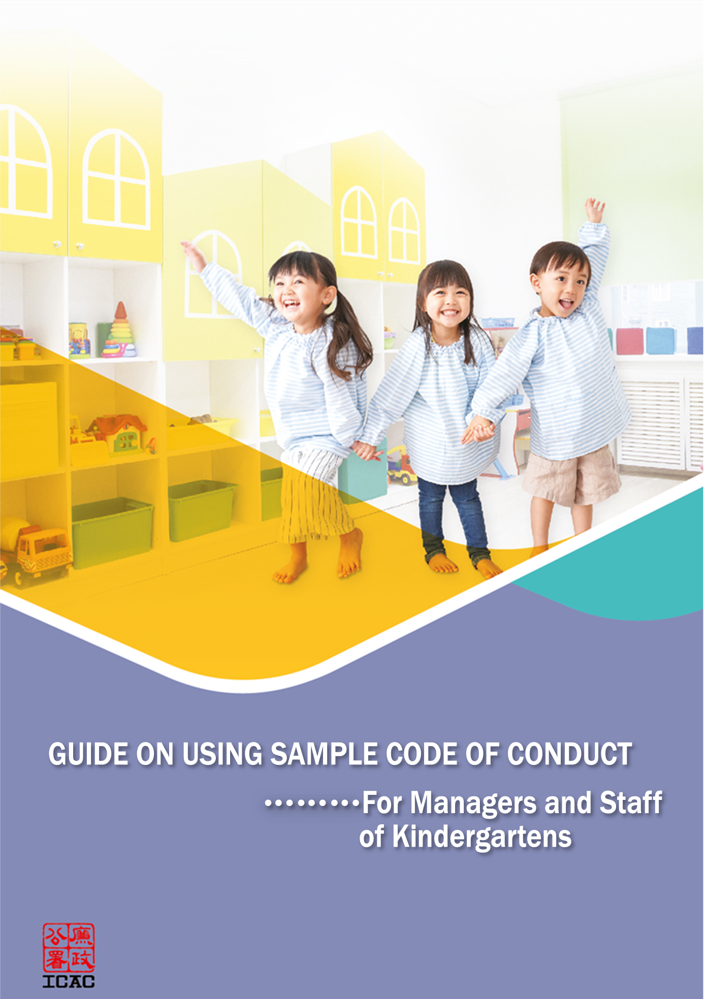 GUIDE ON USING SAMPLE CODE OF CONDUCT
·········For Managers and Staff
of Kindergartens
廉政公署
ICAC